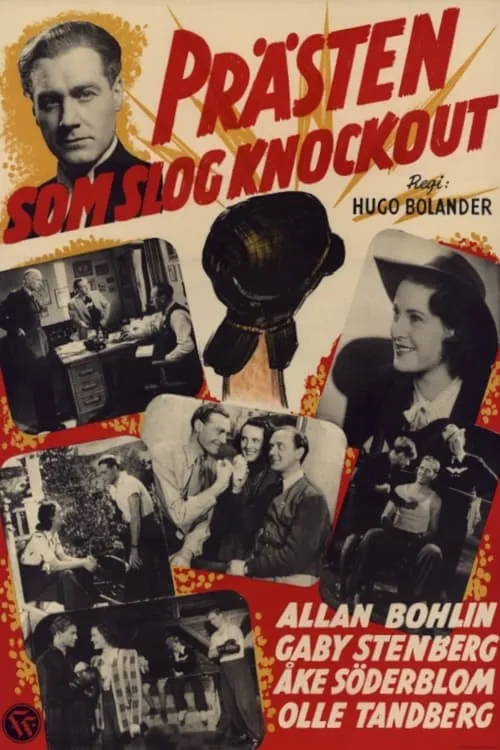 PRÄSTEN
SOM SLOG KNOCKOUT
Regi:
HUGO BOLANDER
ALLAN BOHLIN
GABY STENBERG
ÅKE SÖDERBLOM
OLLE TANDBERG